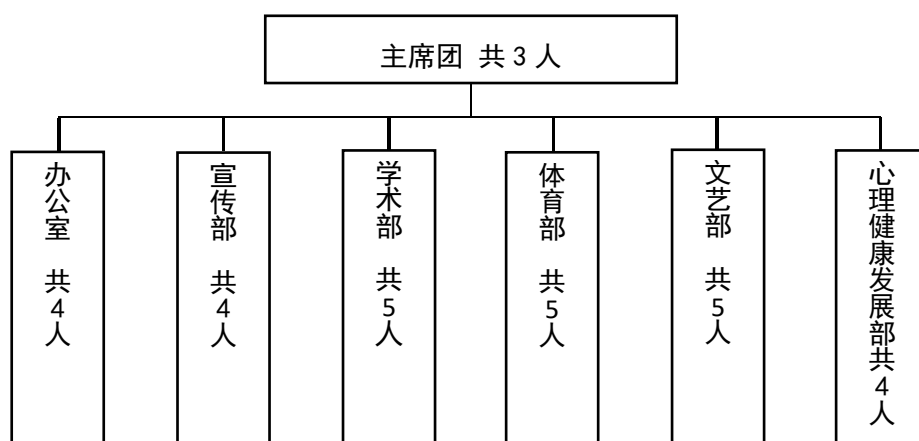 主席团 共 3 人
办公室 共4人
宣传部 共4人
学术部 共5人
体育部 共5人
文艺部 共5人
心理健康发展部共4人